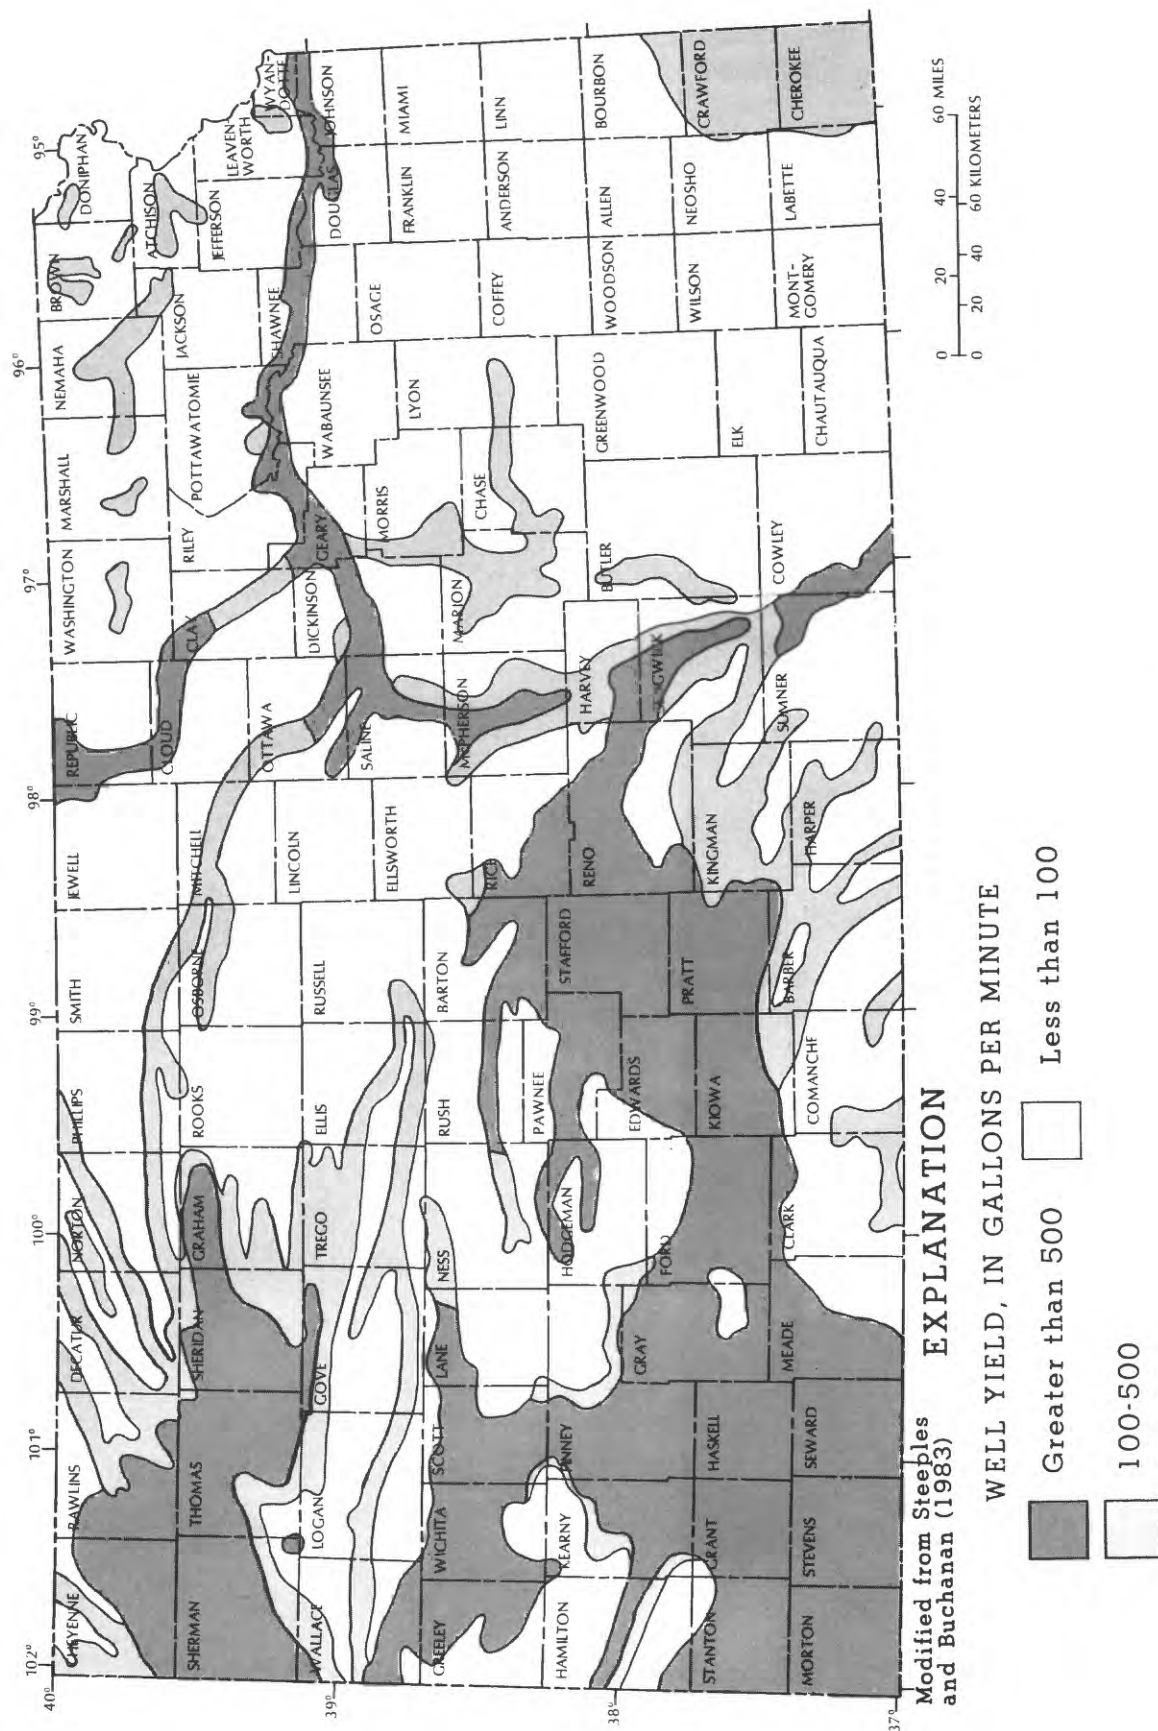 102°
101°
100°
99°
98°
97°
96°
95°
40°
CHEYENNE
RAWLINS
DECATUR
NORTON
PHILLIPS
SMITH
JEWELL
REPUBLIC
WASHINGTON
MARSHALL
NEMAHA
BROWN
DONIPHAN
SHERMAN
THOMAS
SHERIDAN
GRAHAM
ROOKS
OSBORNE
MITCHELL
CLOUD
CLAY
RILEY
POTTAWATOMIE
JACKSON
ATCHISON
JEFFERSON
LEAVEN-
WORTH
WYAN-
DOTTE
39°
WALLACE
LOGAN
GOVE
TREGO
ELLIS
RUSSELL
LINCOLN
OTTAWA
DICKINSON
GEARY
WABAUNSEE
SHAWNEE
DOUGLAS
JOHNSON
GREELEY
WICHITA
SCOTT
LANE
NESS
RUSH
BARTON
ELLSWORTH
SALINE
MORRIS
LYON
OSAGE
FRANKLIN
MIAMI
HAMILTON
KEARNY
FINNEY
HODGEMAN
PAWNEE
STAFFORD
RICE
MCPHERSON
MARION
CHASE
COFFEY
ANDERSON
LINN
38°
STANTON
GRANT
HASKELL
GRAY
FORD
EDWARDS
KIOWA
PRATT
RENO
KINGMAN
HARVEY
SEDGWICK
BUTLER
GREENWOOD
WOODSON
ALLEN
BOURBON
MORTON
STEVENS
SEWARD
MEADE
CLARK
COMANCHE
BARBER
HARPER
SUMNER
COWLEY
ELK
CHAUTAUQUA
WILSON
MONT-
GOMERY
NEOSHO
LABETTE
CRAWFORD
CHEROKEE
37°
0 20 40 60 MILES
0 20 40 60 KILOMETERS
Modified from Steeples
and Buchanan (1983)
EXPLANATION
WELL YIELD, IN GALLONS PER MINUTE
Greater than 500
Less than 100
100-500